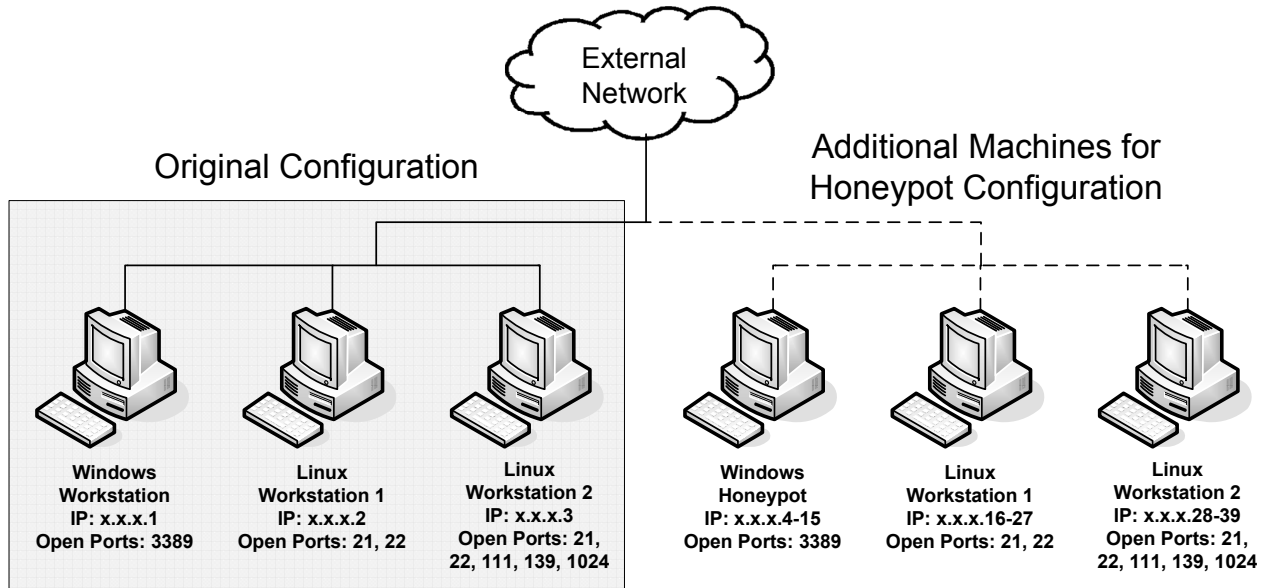 External
Network
Original Configuration
Additional Machines for
Honeypot Configuration
Windows
Workstation
IP: x.x.x.1
Open Ports: 3389
Linux
Workstation 1
IP: x.x.x.2
Open Ports: 21, 22
Linux
Workstation 2
IP: x.x.x.3
Open Ports: 21,
22, 111, 139, 1024
Windows
Honeypot
IP: x.x.x.4-15
Open Ports: 3389
Linux
Workstation 1
IP: x.x.x.16-27
Open Ports: 21, 22
Linux
Workstation 2
IP: x.x.x.28-39
Open Ports: 21,
22, 111, 139, 1024